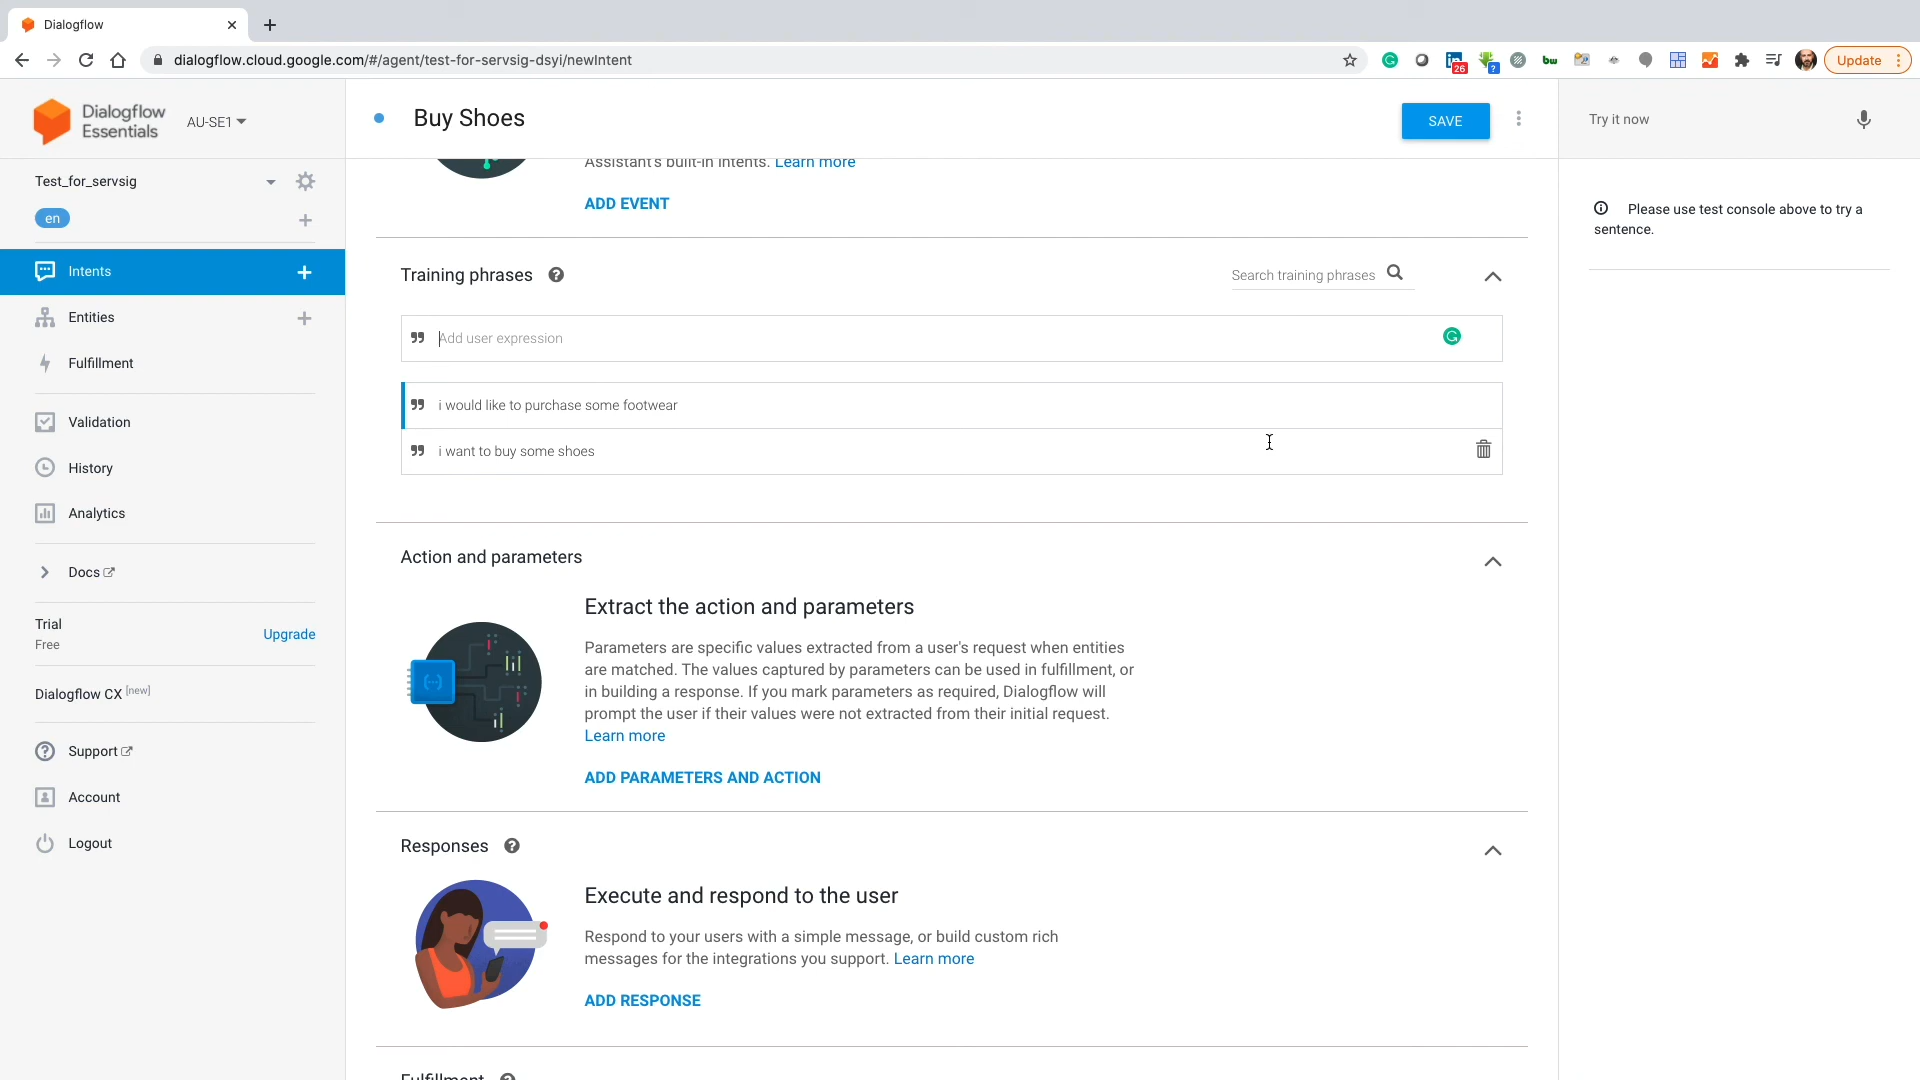 Dialogflow
dialogflow.cloud.google.com/#/agent/test-for-servsig-dsyi/newIntent
26
?
bw
Update
Dialogflow
Essentials
AU-SE1
Buy Shoes
SAVE
Try it now
Assistant's built-in intents. Learn more
Test_for_servsig
en
ADD EVENT
Please use test console above to try a
sentence.
Intents
Training phrases
Search training phrases
Entities
Add user expression
Fulfillment
i would like to purchase some footwear
Validation
i want to buy some shoes
History
Analytics
Action and parameters
Docs
Extract the action and parameters
Trial
Free
Upgrade
Parameters are specific values extracted from a user's request when entities
are matched. The values captured by parameters can be used in fulfillment, or
in building a response. If you mark parameters as required, Dialogflow will
prompt the user if their values were not extracted from their initial request.
Learn more
Dialogflow CX [new]
Support
ADD PARAMETERS AND ACTION
Account
Logout
Responses
Execute and respond to the user
Respond to your users with a simple message, or build custom rich
messages for the integrations you support. Learn more
ADD RESPONSE
Fulfillment